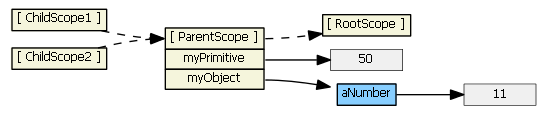 [ ChildScope1 ]
[ ChildScope2 ]
[ ParentScope ]
myPrimitive
myObject
[ RootScope ]
50
aNumber
11